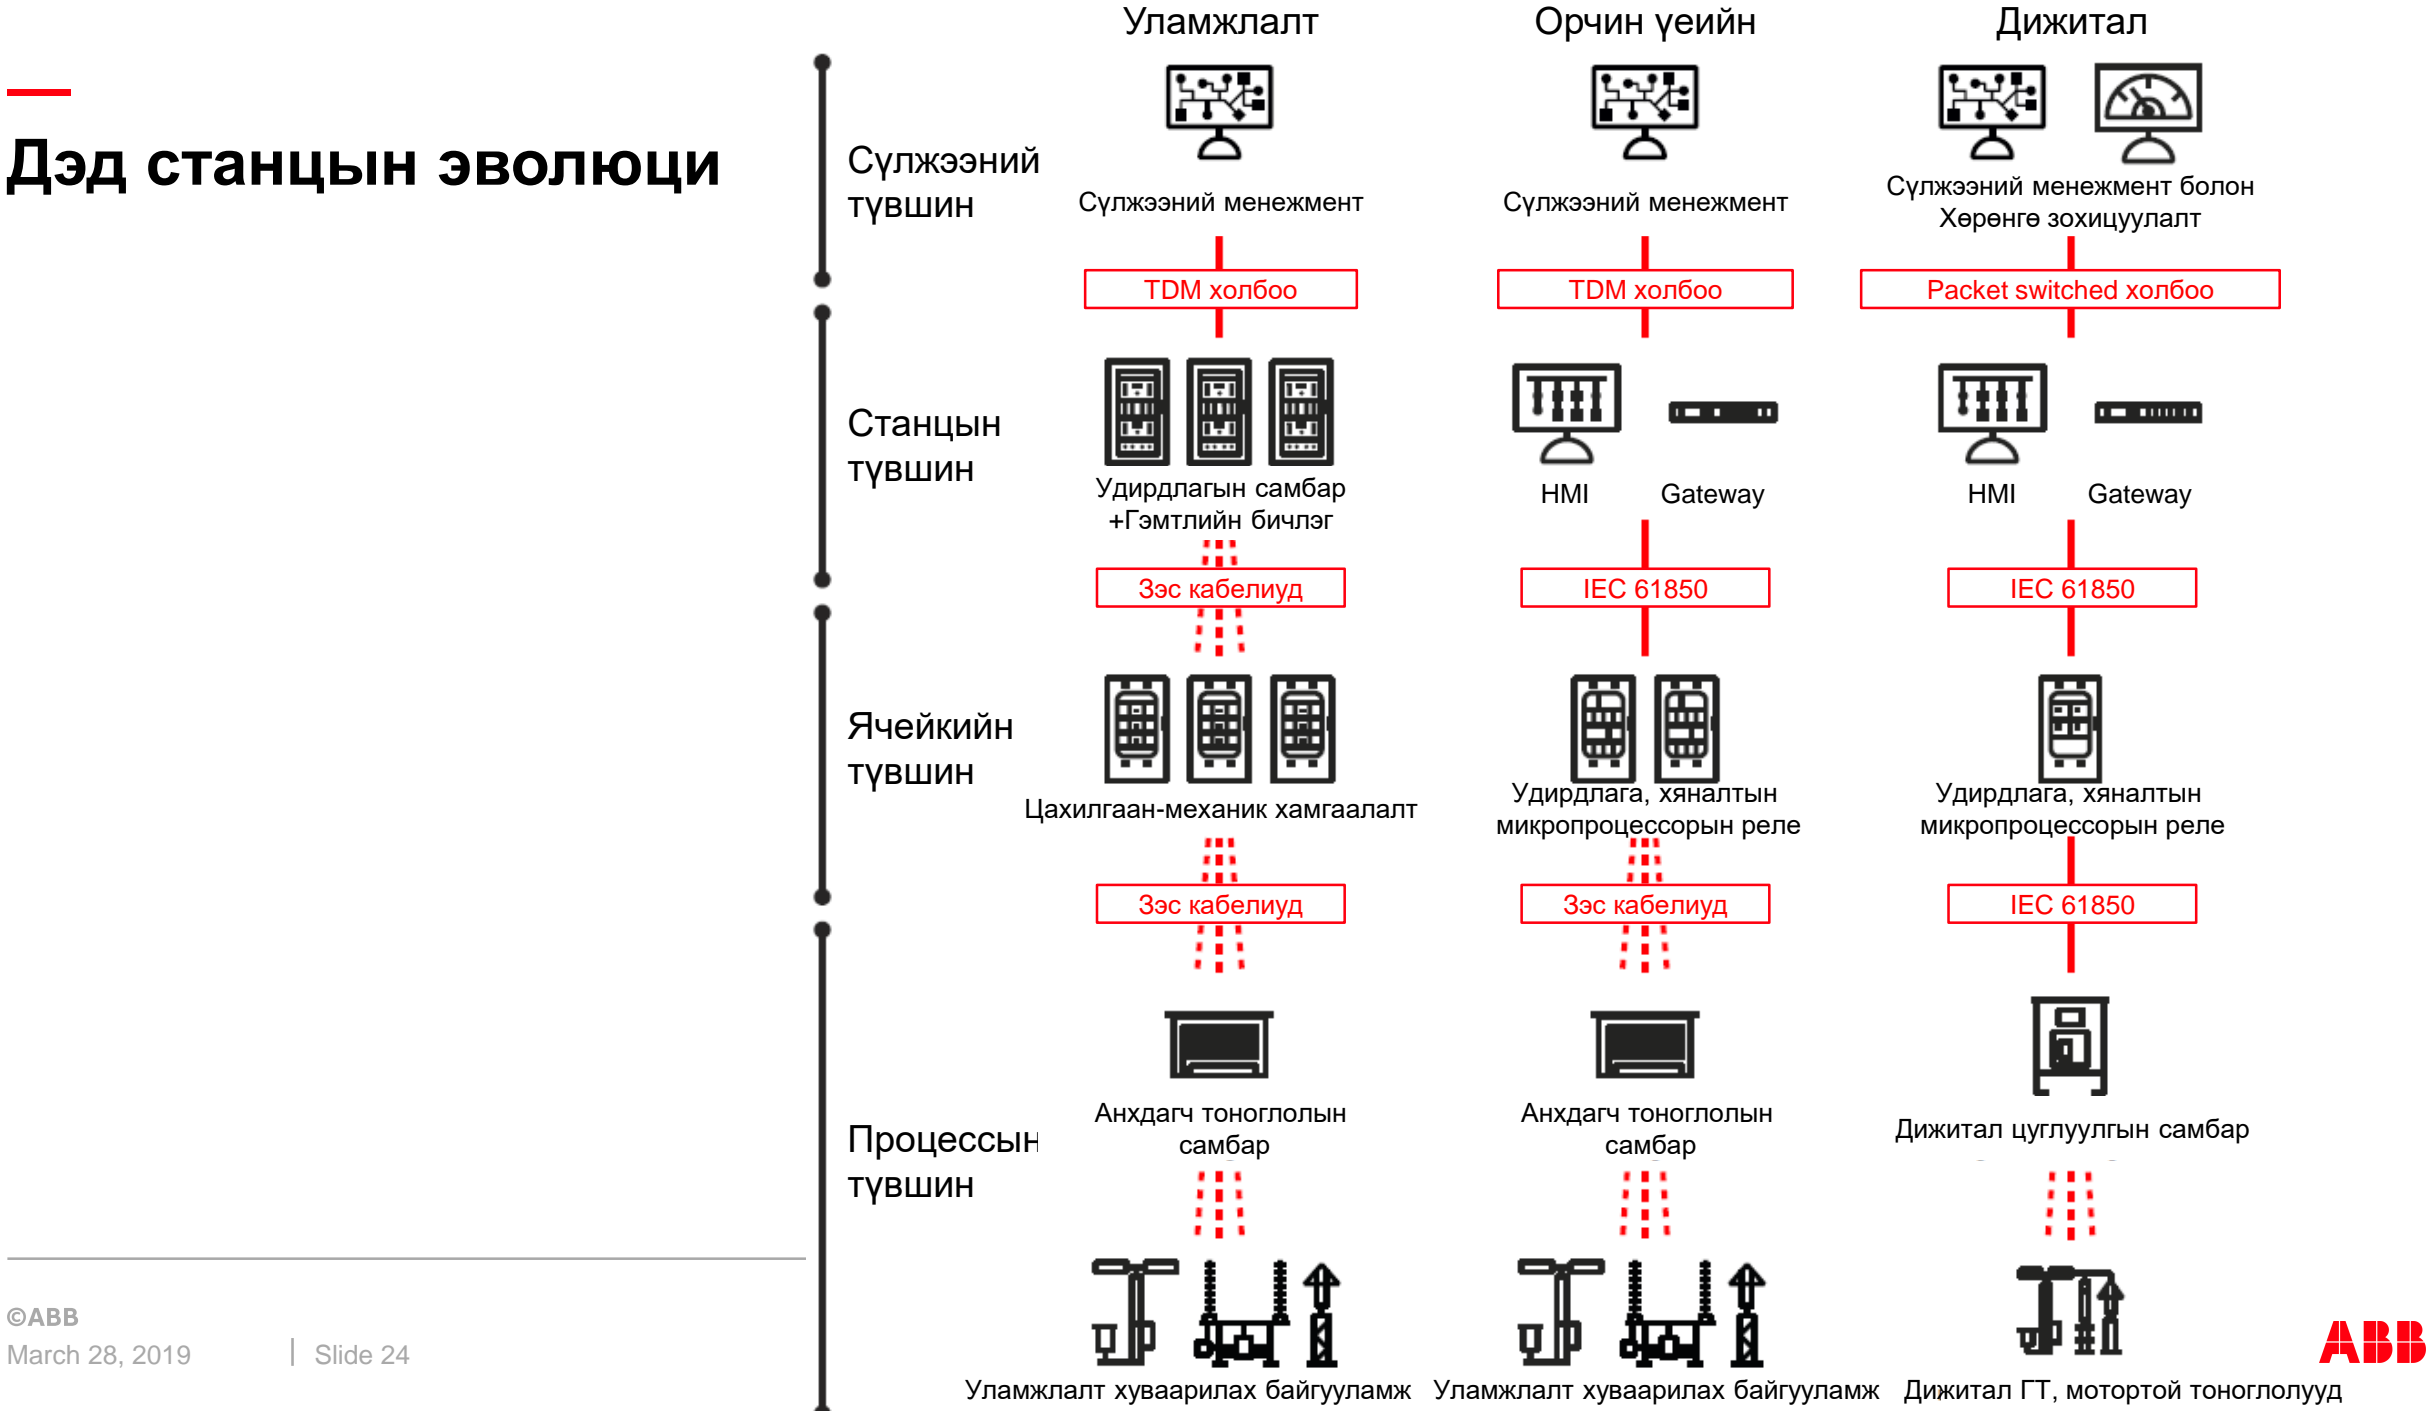 Уламжлалт
Орчин үеийн
Дижитал
Дэд станцын эволюци
Сүлжээний
түвшин
Сүлжээний менежмент
Сүлжээний менежмент
Сүлжээний менежмент болон
Хөрөнгө зохицуулалт
TDM холбоо
TDM холбоо
Packet switched холбоо
Станцын
түвшин
Удирдлагын самбар
+Гэмтлийн бичлэг
HMI
Gateway
HMI
Gateway
Зэс кабелиуд
IEC 61850
IEC 61850
Ячейкийн
түвшин
Цахилгаан-механик хамгаалалт
Удирдлага, хяналтын
микропроцессорын реле
Удирдлага, хяналтын
микропроцессорын реле
Зэс кабелиуд
Зэс кабелиуд
IEC 61850
Процессын
түвшин
Анхдагч тоноглолын
самбар
Анхдагч тоноглолын
самбар
Дижитал цуглуулгын самбар
Уламжлалт хуваарилах байгууламж
Уламжлалт хуваарилах байгууламж
Дижитал ГТ, мотортой тоноглолууд
©ABB
March 28, 2019
Slide 24
ABB